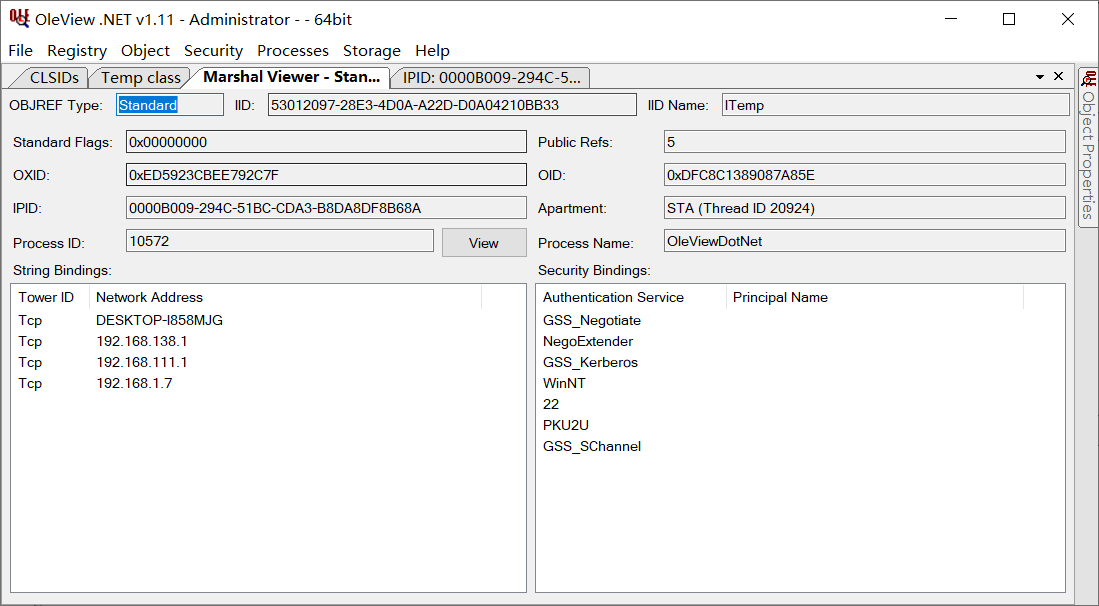 OleView .NET v1.11 - Administrator - - 64bit
File Registry Object Security Processes Storage Help
CLSIDs Temp class Marshal Viewer - Stan... IPID: 0000B009-294C-5...
OBJREF Type: Standard IID: 53012097-28E3-4D0A-A22D-D0A04210BB33 IID Name: ITemp
Standard Flags: 0x00000000 Public Refs: 5
OXID: 0xED5923CBEE792C7F OID: 0xDFC8C1389087A85E
IPID: 0000B009-294C-51BC-CDA3-B8DA8DF8B68A Apartment: STA (Thread ID 20924)
Process ID: 10572 View Process Name: OleViewDotNet
String Bindings: Security Bindings:
Tower ID Network Address Authentication Service Principal Name
Tcp DESKTOP-I858MJG GSS_Negotiate
Tcp 192.168.138.1 NegoExtender
Tcp 192.168.111.1 GSS_Kerberos
Tcp 192.168.1.7 WinNT
22
PKU2U
GSS_SChannel
Object Properties